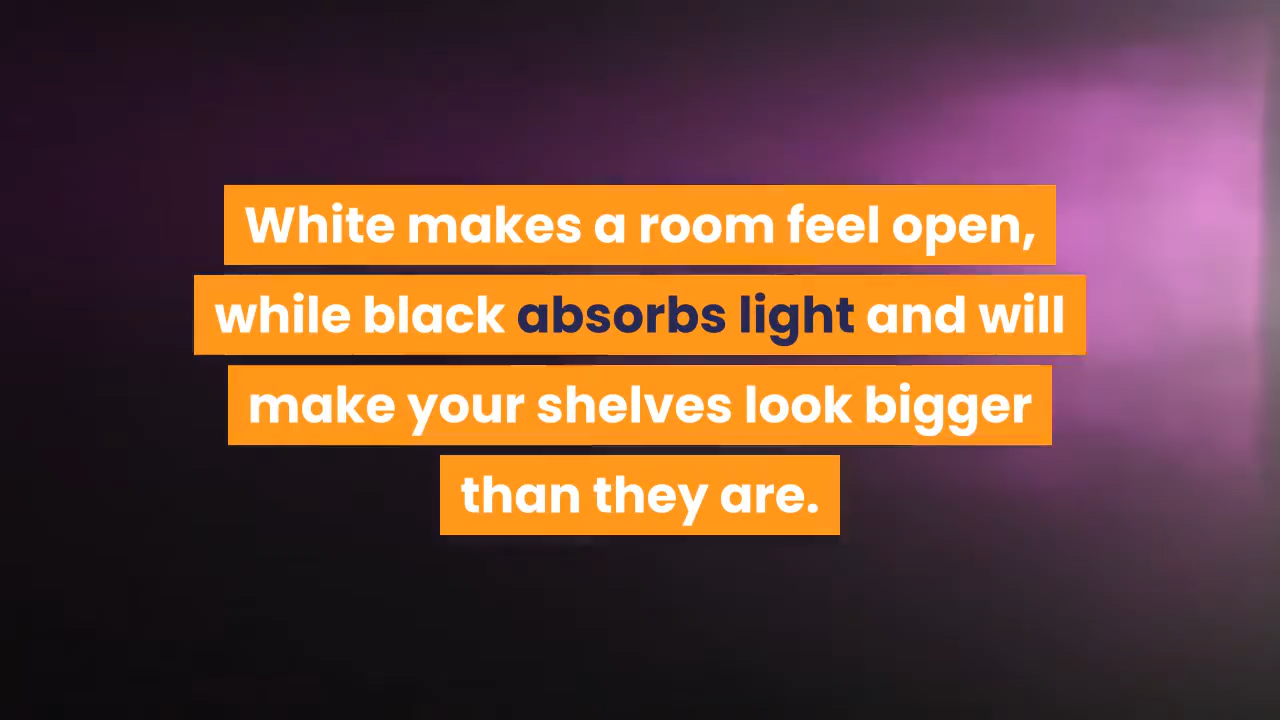 White makes a room feel open,
while black absorbs light and will
make your shelves look bigger
than they are.